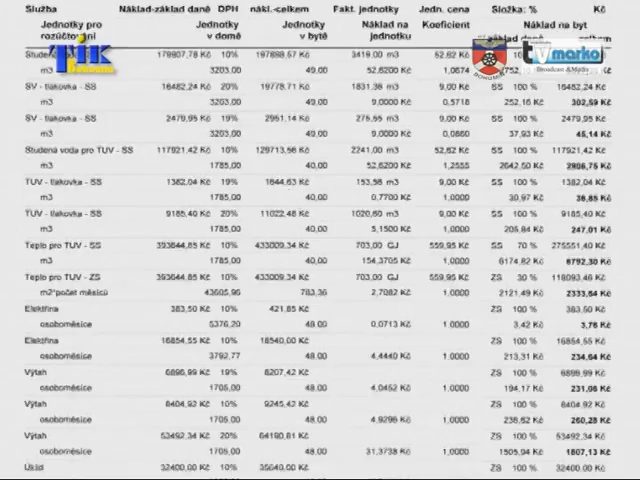 Služba Náklad-základ daně DPH nákl.-celkem Fakt. jednotky Jedn. cena Složka: % Kč
Jednotky pro rozúčtování Jednotky v domě Jednotky v bytě Náklad na jednotku Koeficient Náklad na byt
základ daně celkem
Studená 10% 3418,00 m3 52,62 Kč
m3 3203,00 49,00 52,6200 Kč 1,0674
SV - tlakovka - SS 16482,24 Kč 20% 19778,71 Kč 1831,36 m3 9,00 Kč SS 100 % 16482,24 Kč
m3 3203,00 49,00 9,0000 Kč 0,5718 252,16 Kč 302,59 Kč
SV - tlakovka - SS 2479,95 Kč 19% 2951,14 Kč 275,55 m3 9,00 Kč SS 100 % 2479,95 Kč
m3 3203,00 49,00 9,0000 Kč 0,0860 37,93 Kč 45,14 Kč
Studená voda pro TUV - SS 117921,42 Kč 10% 129713,56 Kč 2241,00 m3 52,62 Kč SS 100 % 117921,42 Kč
m3 1785,00 40,00 52,6200 Kč 1,2555 2642,50 Kč 2906,75 Kč
TUV - tlakovka - SS 1382,04 Kč 19% 1644,63 Kč 153,56 m3 9,00 Kč SS 100 % 1382,04 Kč
m3 1785,00 40,00 0,7700 Kč 1,0000 30,97 Kč 36,85 Kč
TUV - tlakovka - SS 9185,40 Kč 20% 11022,48 Kč 1020,60 m3 9,00 Kč SS 100 % 9185,40 Kč
m3 1785,00 40,00 5,1500 Kč 1,0000 205,84 Kč 247,01 Kč
Teplo pro TUV - SS 393644,85 Kč 10% 433009,34 Kč 703,00 GJ 559,95 Kč SS 70 % 275551,40 Kč
m3 1785,00 40,00 154,3705 Kč 1,0000 6174,82 Kč 6792,30 Kč
Teplo pro TUV - ZS 393644,85 Kč 10% 433009,34 Kč 703,00 GJ 559,95 Kč ZS 30 % 118093,46 Kč
m2*počet měsíců 43605,96 783,36 2,7082 Kč 1,0000 2121,49 Kč 2333,64 Kč
Elektřina 383,50 Kč 10% 421,85 Kč ZS 100 % 383,50 Kč
osoboměsíce 5376,20 48,00 0,0713 Kč 1,0000 3,42 Kč 3,76 Kč
Elektřina 16854,55 Kč 10% 18540,00 Kč ZS 100 % 16854,55 Kč
osoboměsíce 3792,77 48,00 4,4440 Kč 1,0000 213,31 Kč 234,64 Kč
Výtah 6896,99 Kč 19% 8207,42 Kč ZS 100 % 6896,99 Kč
osoboměsíce 1705,00 48,00 4,0452 Kč 1,0000 194,17 Kč 231,06 Kč
Výtah 8404,92 Kč 10% 9245,42 Kč ZS 100 % 8404,92 Kč
osoboměsíce 1705,00 48,00 4,9296 Kč 1,0000 236,62 Kč 260,28 Kč
Výtah 53492,34 Kč 20% 64190,81 Kč ZS 100 % 53492,34 Kč
osoboměsíce 1705,00 48,00 31,3738 Kč 1,0000 1505,94 Kč 1807,13 Kč
Úklid 32400,00 Kč 10% 35640,00 Kč ZS 100 % 32400,00 Kč
TIK
Bohumín
BOHUMÍN
tv marko
Broadcast &Media